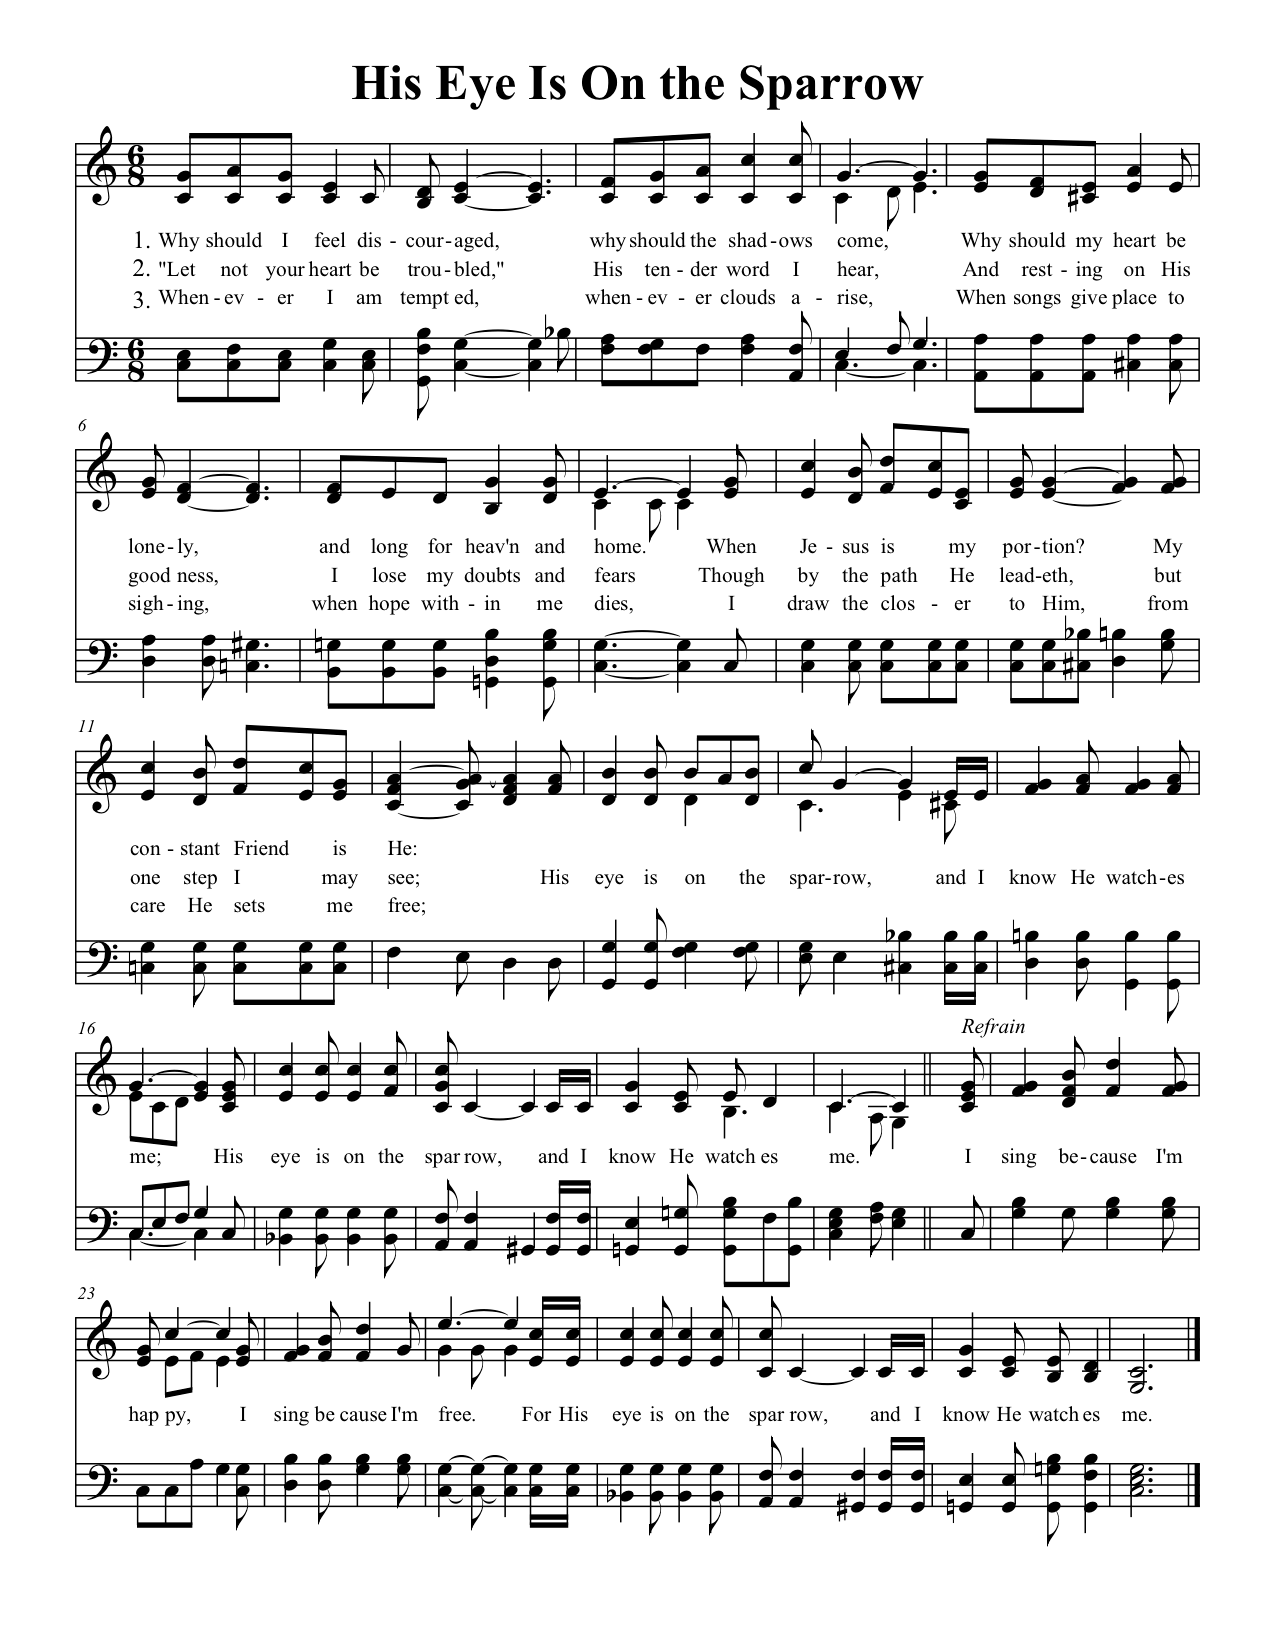 His Eye Is On the Sparrow
6 8
1. Why should I feel dis - cour - aged, why should the shad - ows come, Why should my heart be
2. "Let not your heart be trou - bled," His ten - der word I hear, And rest - ing on His
3. When - ev - er I am tempt ed, when - ev - er clouds a - rise, When songs give place to
6 8
6
lone - ly, and long for heav'n and home. When Je - sus is my por - tion? My
good ness, I lose my doubts and fears Though by the path He lead - eth, but
sigh - ing, when hope with - in me dies, I draw the clos - er to Him, from
11
con - stant Friend is He:
one step I may see; His eye is on the spar - row, and I know He watch - es
care He sets me free;
16
Refrain
me; His eye is on the spar row, and I know He watch es me. I sing be - cause I'm
23
hap py, I sing be cause I'm free. For His eye is on the spar row, and I know He watch es me.